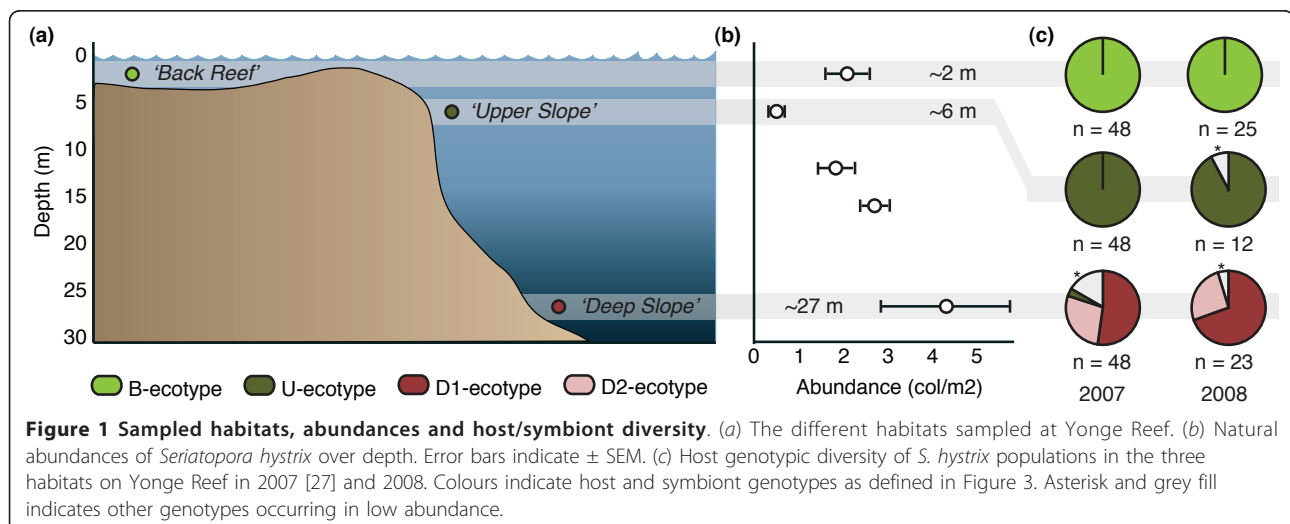 (a)
(b)
(c)
0
5
10
15
20
25
30
Depth (m)
'Back Reef'
'Upper Slope'
'Deep Slope'
~2 m
~6 m
~27 m
0 1 2 3 4 5
Abundance (col/m2)
n = 48 n = 25
*
n = 48 n = 12
* *
n = 48 n = 23
2007 2008
B-ecotype U-ecotype D1-ecotype D2-ecotype
Figure 1 Sampled habitats, abundances and host/symbiont diversity. (a) The different habitats sampled at Yonge Reef. (b) Natural
abundances of Seriatopora hystrix over depth. Error bars indicate ± SEM. (c) Host genotypic diversity of S. hystrix populations in the three
habitats on Yonge Reef in 2007 [27] and 2008. Colours indicate host and symbiont genotypes as defined in Figure 3. Asterisk and grey fill
indicates other genotypes occurring in low abundance.